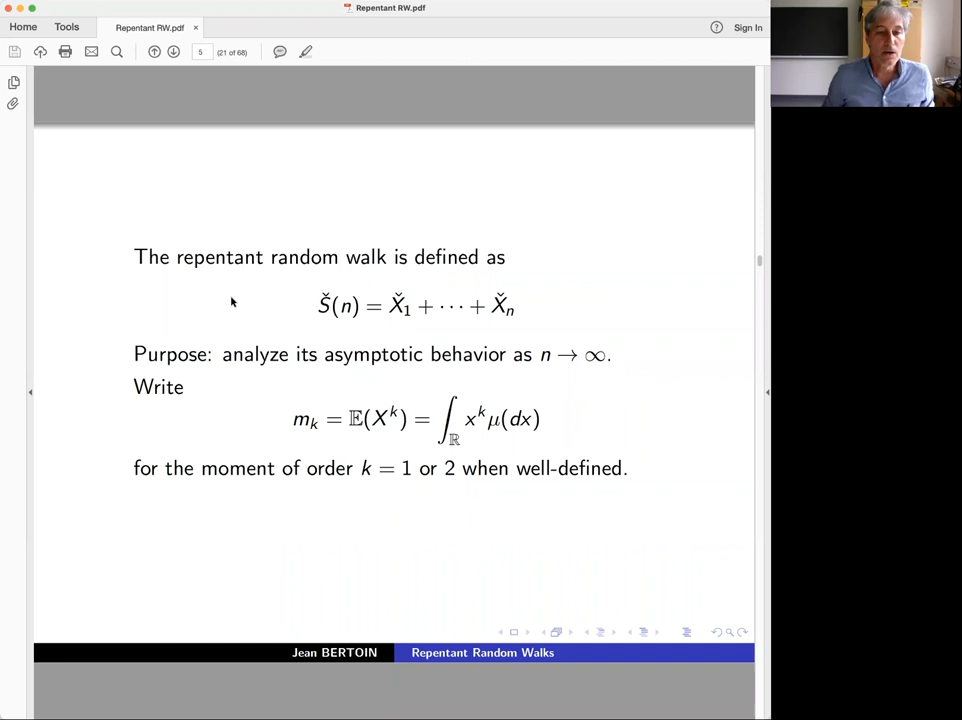 Repentant RW.pdf
Home Tools Repentant RW.pdf × Sign In
5 (21 of 68)
The repentant random walk is defined as
Š(n) = X̌₁ + ⋯ + X̌ₙ
Purpose: analyze its asymptotic behavior as n → ∞.
Write
mₖ = 𝔼(Xᵏ) = ∫_ℝ xᵏμ(dx)
for the moment of order k = 1 or 2 when well-defined.
Jean BERTOIN Repentant Random Walks